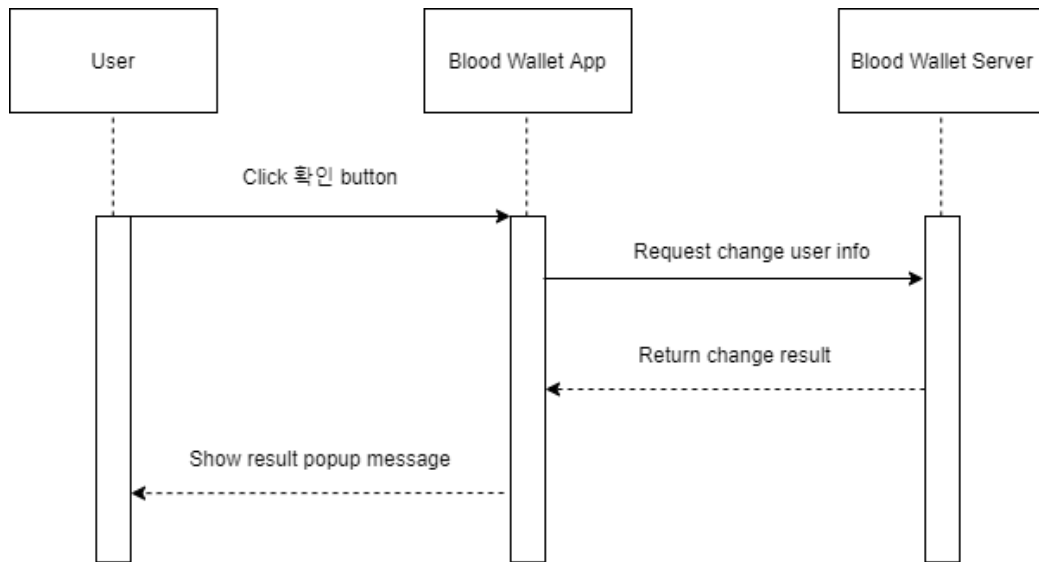 User
Blood Wallet App
Blood Wallet Server
Click 확인 button
Request change user info
Return change result
Show result popup message